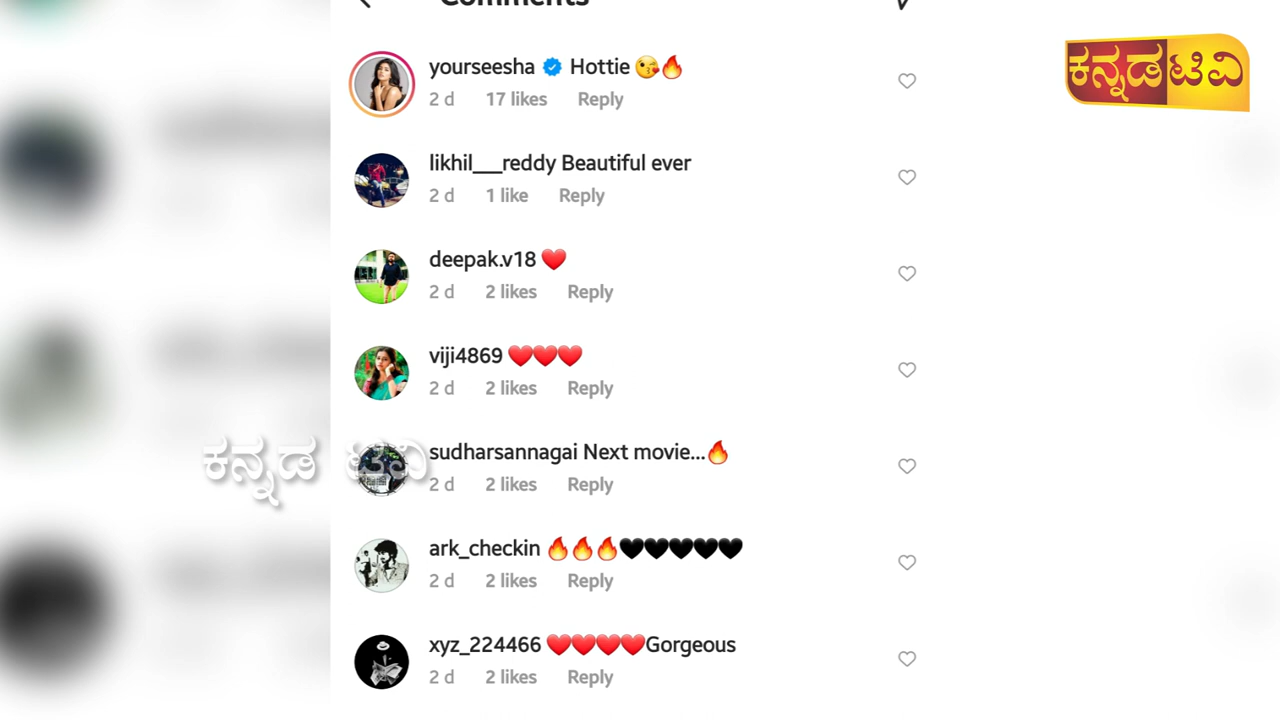 Comments
ಕನ್ನಡಟಿವಿ
yourseesha Hottie 😘🔥
2 d 17 likes Reply
likhil___reddy Beautiful ever
2 d 1 like Reply
deepak.v18 ❤️
2 d 2 likes Reply
viji4869 ❤️❤️❤️
2 d 2 likes Reply
ಕನ್ನಡ ಟಿವಿ
sudharsannagai Next movie...🔥
2 d 2 likes Reply
ark_checkin 🔥🔥🔥🖤🖤🖤🖤🖤
2 d 2 likes Reply
xyz_224466 ❤️❤️❤️❤️Gorgeous
2 d 2 likes Reply